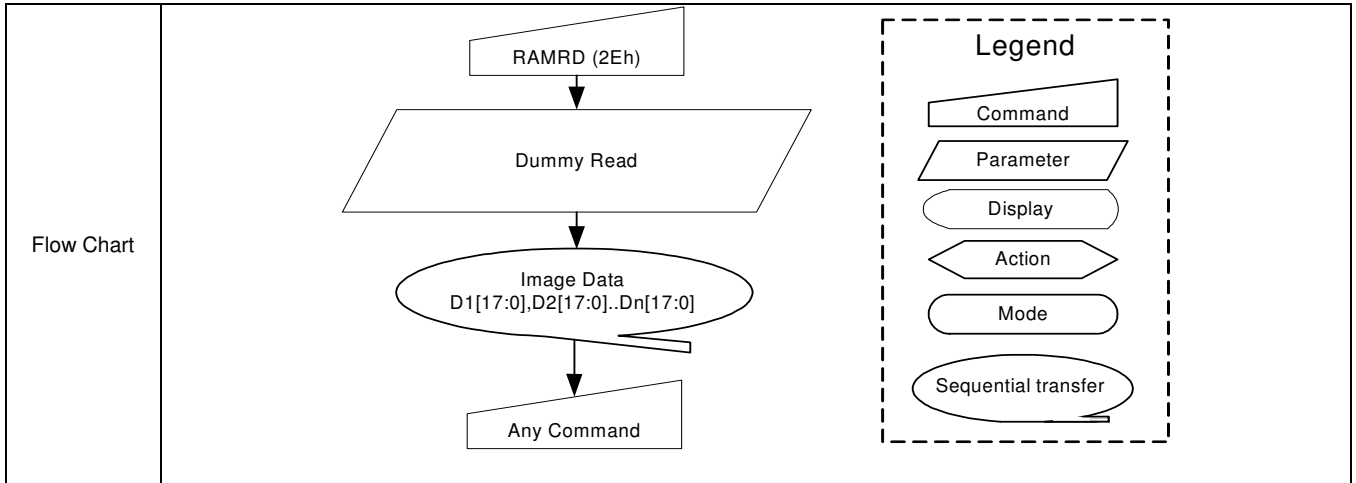 Flow Chart
RAMRD (2Eh)
Dummy Read
Image Data
D1[17:0],D2[17:0]..Dn[17:0]
Any Command
Legend
Command
Parameter
Display
Action
Mode
Sequential transfer